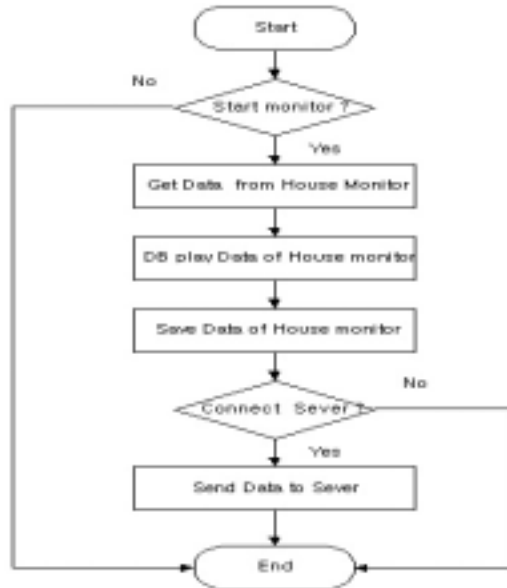 Start
No
Start monitor ?
Yes
Get Data from House Monitor
DB play Data of House monitor
Save Data of House monitor
No
Connect Sever ?
Yes
Send Data to Sever
End